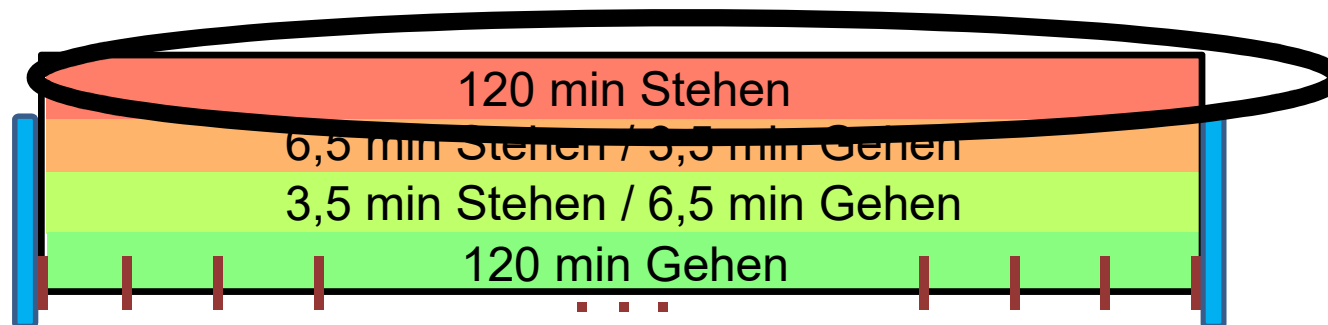 120 min Stehen
6,5 min Stehen / 3,5 min Gehen
3,5 min Stehen / 6,5 min Gehen
120 min Gehen
. . .